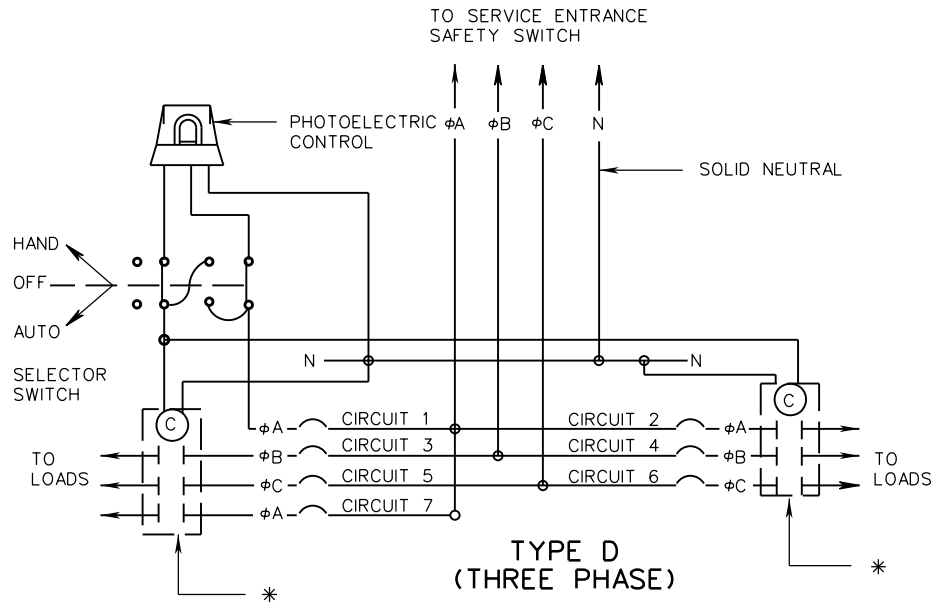 TO SERVICE ENTRANCE
SAFETY SWITCH
PHOTOELECTRIC
CONTROL
φA φB φC N
SOLID NEUTRAL
HAND
OFF
AUTO
SELECTOR
SWITCH
N N
C C
φA CIRCUIT 1 CIRCUIT 2 φA
φB CIRCUIT 3 CIRCUIT 4 φB
φC CIRCUIT 5 CIRCUIT 6 φC
φA CIRCUIT 7
TO
LOADS
TO
LOADS
TYPE D
(THREE PHASE)
* *